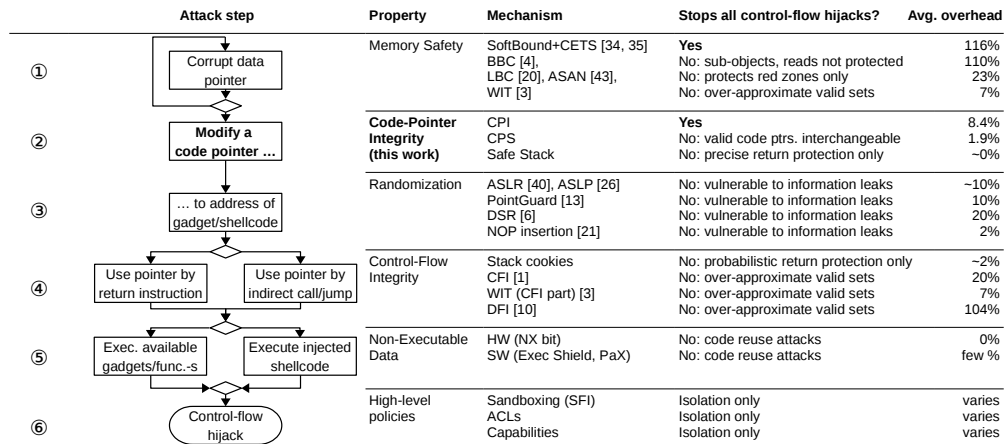 Attack step Property Mechanism Stops all control-flow hijacks? Avg. overhead
① Corrupt data pointer
Memory Safety SoftBound+CETS [34, 35] Yes 116%
BBC [4], No: sub-objects, reads not protected 110%
LBC [20], ASAN [43], No: protects red zones only 23%
WIT [3] No: over-approximate valid sets 7%
② Modify a code pointer ...
Code-Pointer CPI Yes 8.4%
Integrity CPS No: valid code ptrs. interchangeable 1.9%
(this work) Safe Stack No: precise return protection only ~0%
③ ... to address of gadget/shellcode
Randomization ASLR [40], ASLP [26] No: vulnerable to information leaks ~10%
PointGuard [13] No: vulnerable to information leaks 10%
DSR [6] No: vulnerable to information leaks 20%
NOP insertion [21] No: vulnerable to information leaks 2%
④ Use pointer by return instruction
Use pointer by indirect call/jump
Control-Flow Stack cookies No: probabilistic return protection only ~2%
Integrity CFI [1] No: over-approximate valid sets 20%
WIT (CFI part) [3] No: over-approximate valid sets 7%
DFI [10] No: over-approximate valid sets 104%
⑤ Exec. available gadgets/func.-s
Execute injected shellcode
Non-Executable HW (NX bit) No: code reuse attacks 0%
Data SW (Exec Shield, PaX) No: code reuse attacks few %
⑥ Control-flow hijack
High-level Sandboxing (SFI) Isolation only varies
policies ACLs Isolation only varies
Capabilities Isolation only varies